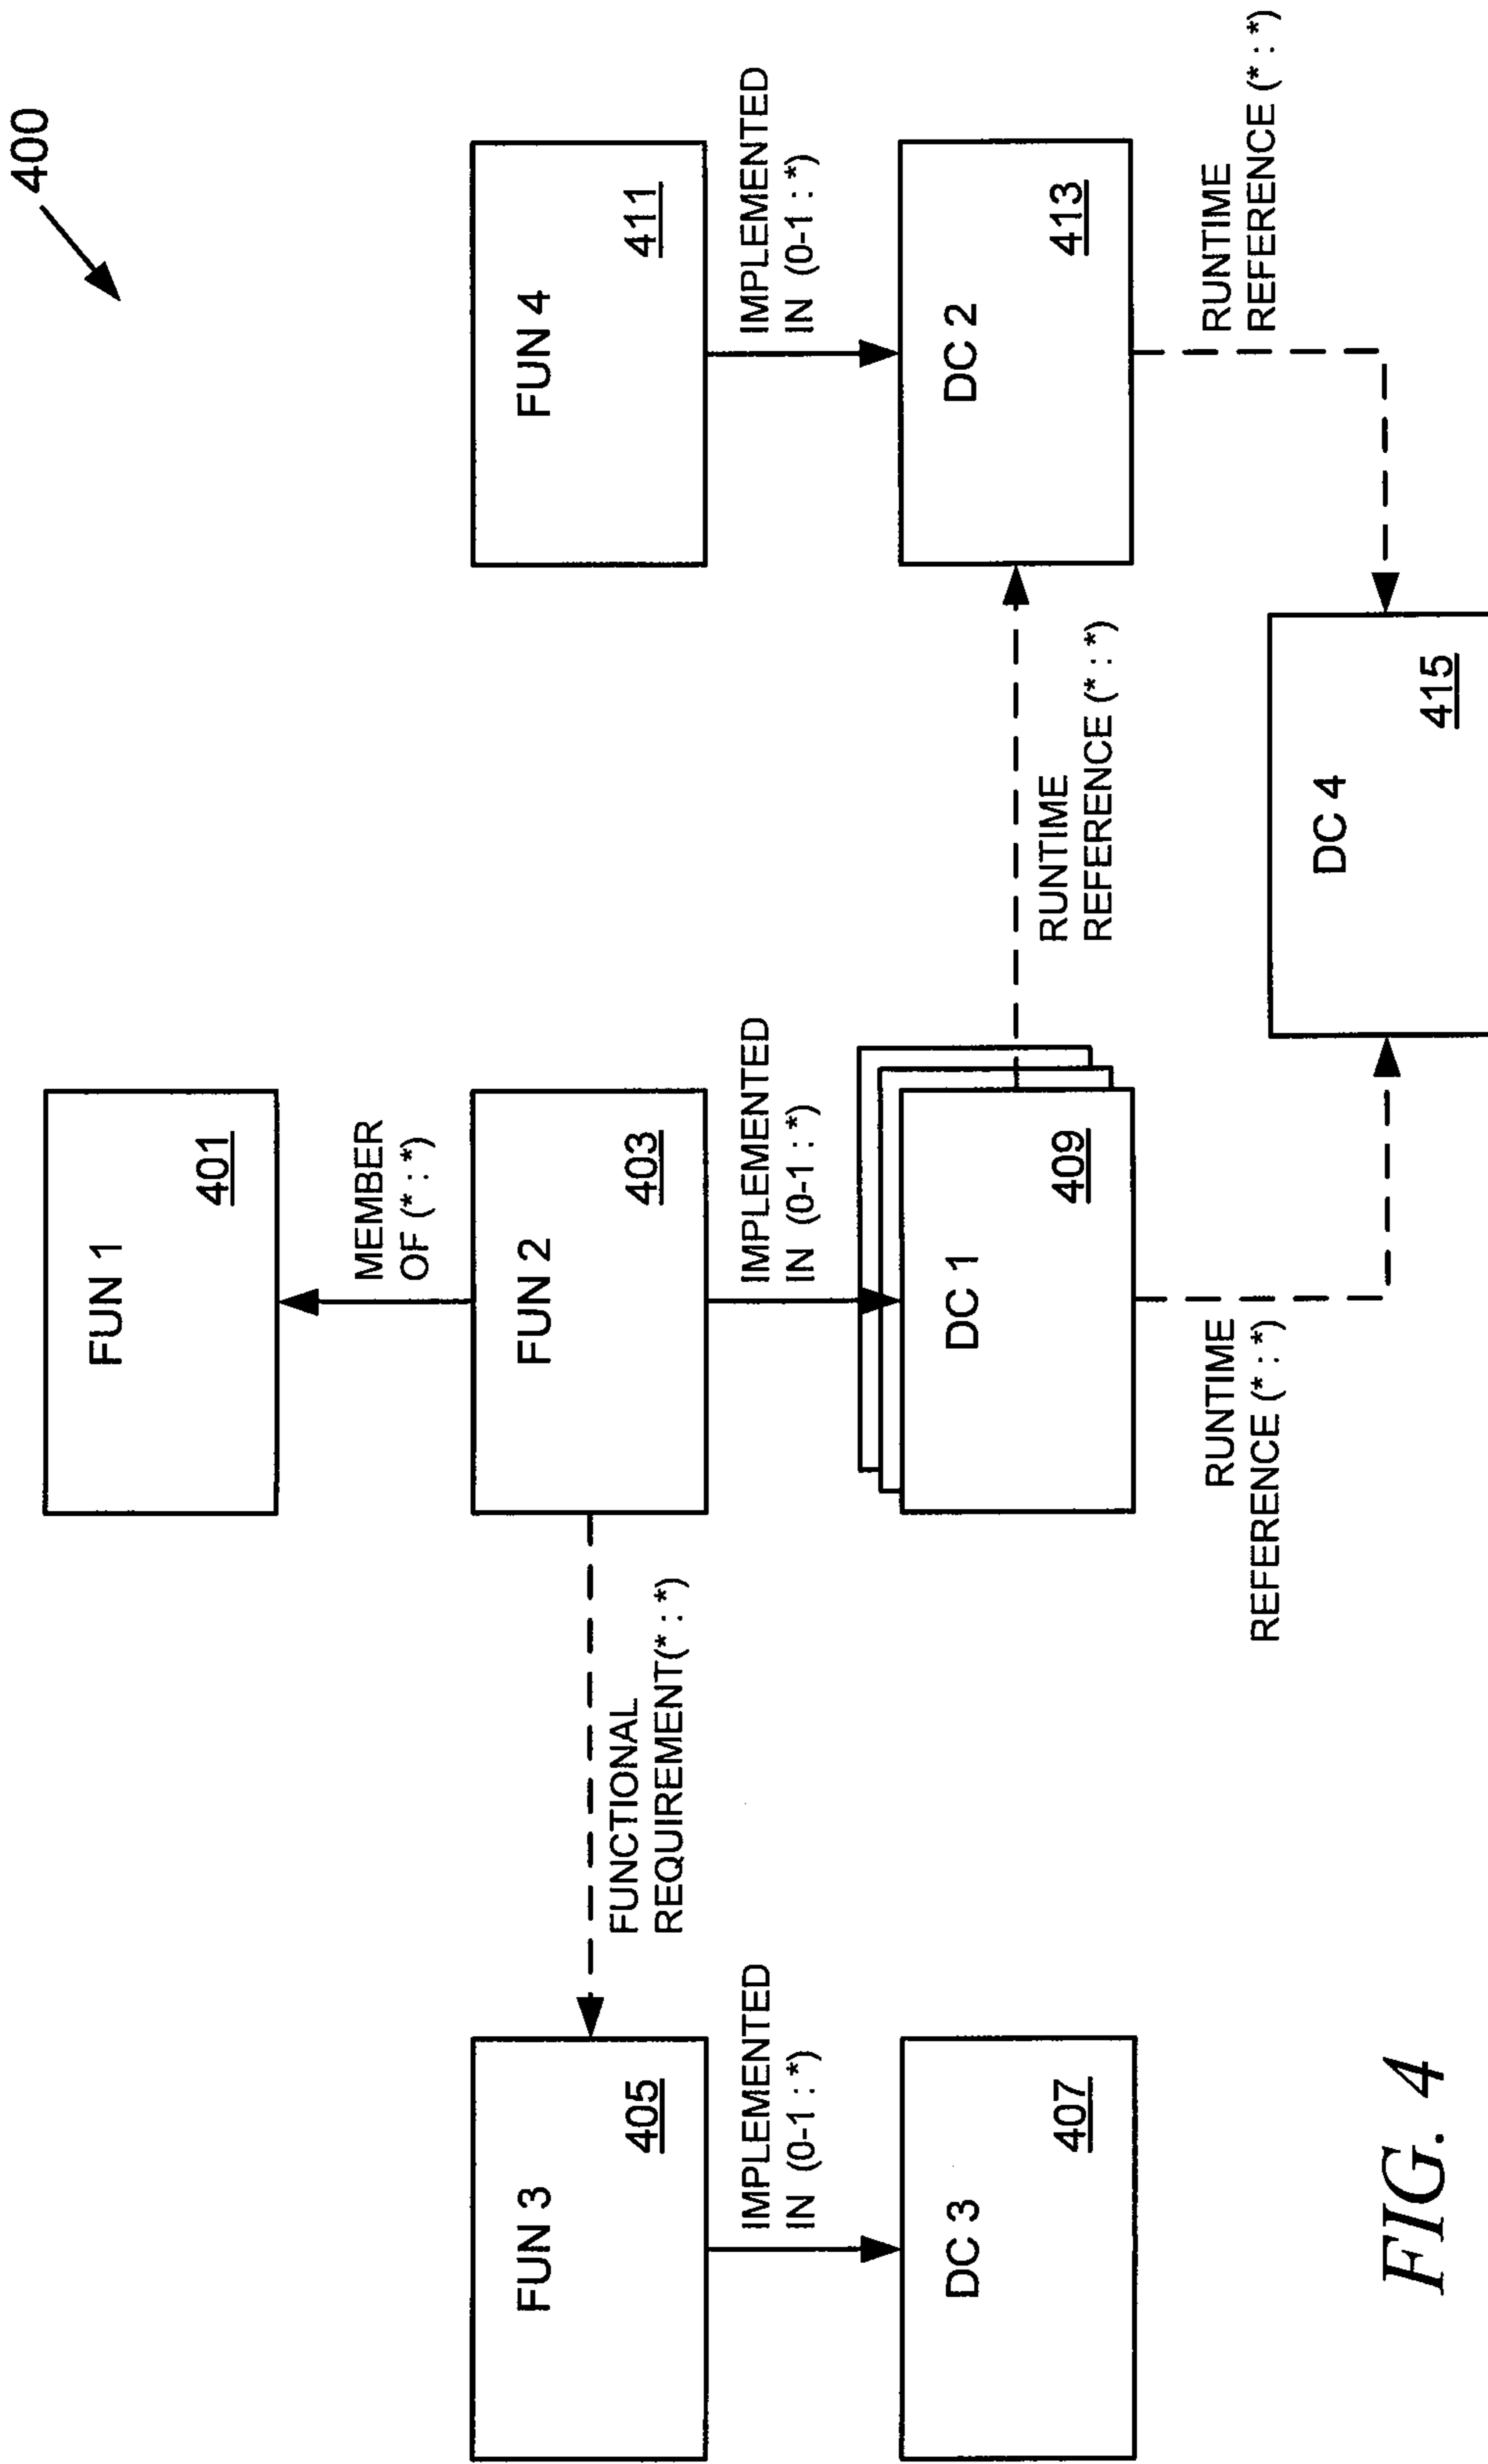 400
FUN 1
401
MEMBER
OF (* : *)
FUN 3
405
FUNCTIONAL
REQUIREMENT(* : *)
FUN 2
403
FUN 4
411
IMPLEMENTED
IN (0-1 : *)
IMPLEMENTED
IN (0-1 : *)
IMPLEMENTED
IN (0-1 : *)
DC 3
407
DC 1
409
RUNTIME
REFERENCE (* : *)
DC 2
413
RUNTIME
REFERENCE (* : *)
RUNTIME
REFERENCE (* : *)
DC 4
415
FIG. 4